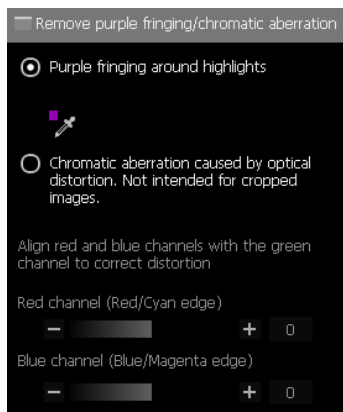 Remove purple fringing/chromatic aberration
Purple fringing around highlights
Chromatic aberration caused by optical
distortion. Not intended for cropped
images.
Align red and blue channels with the green
channel to correct distortion
Red channel (Red/Cyan edge)
− + 0
Blue channel (Blue/Magenta edge)
− + 0